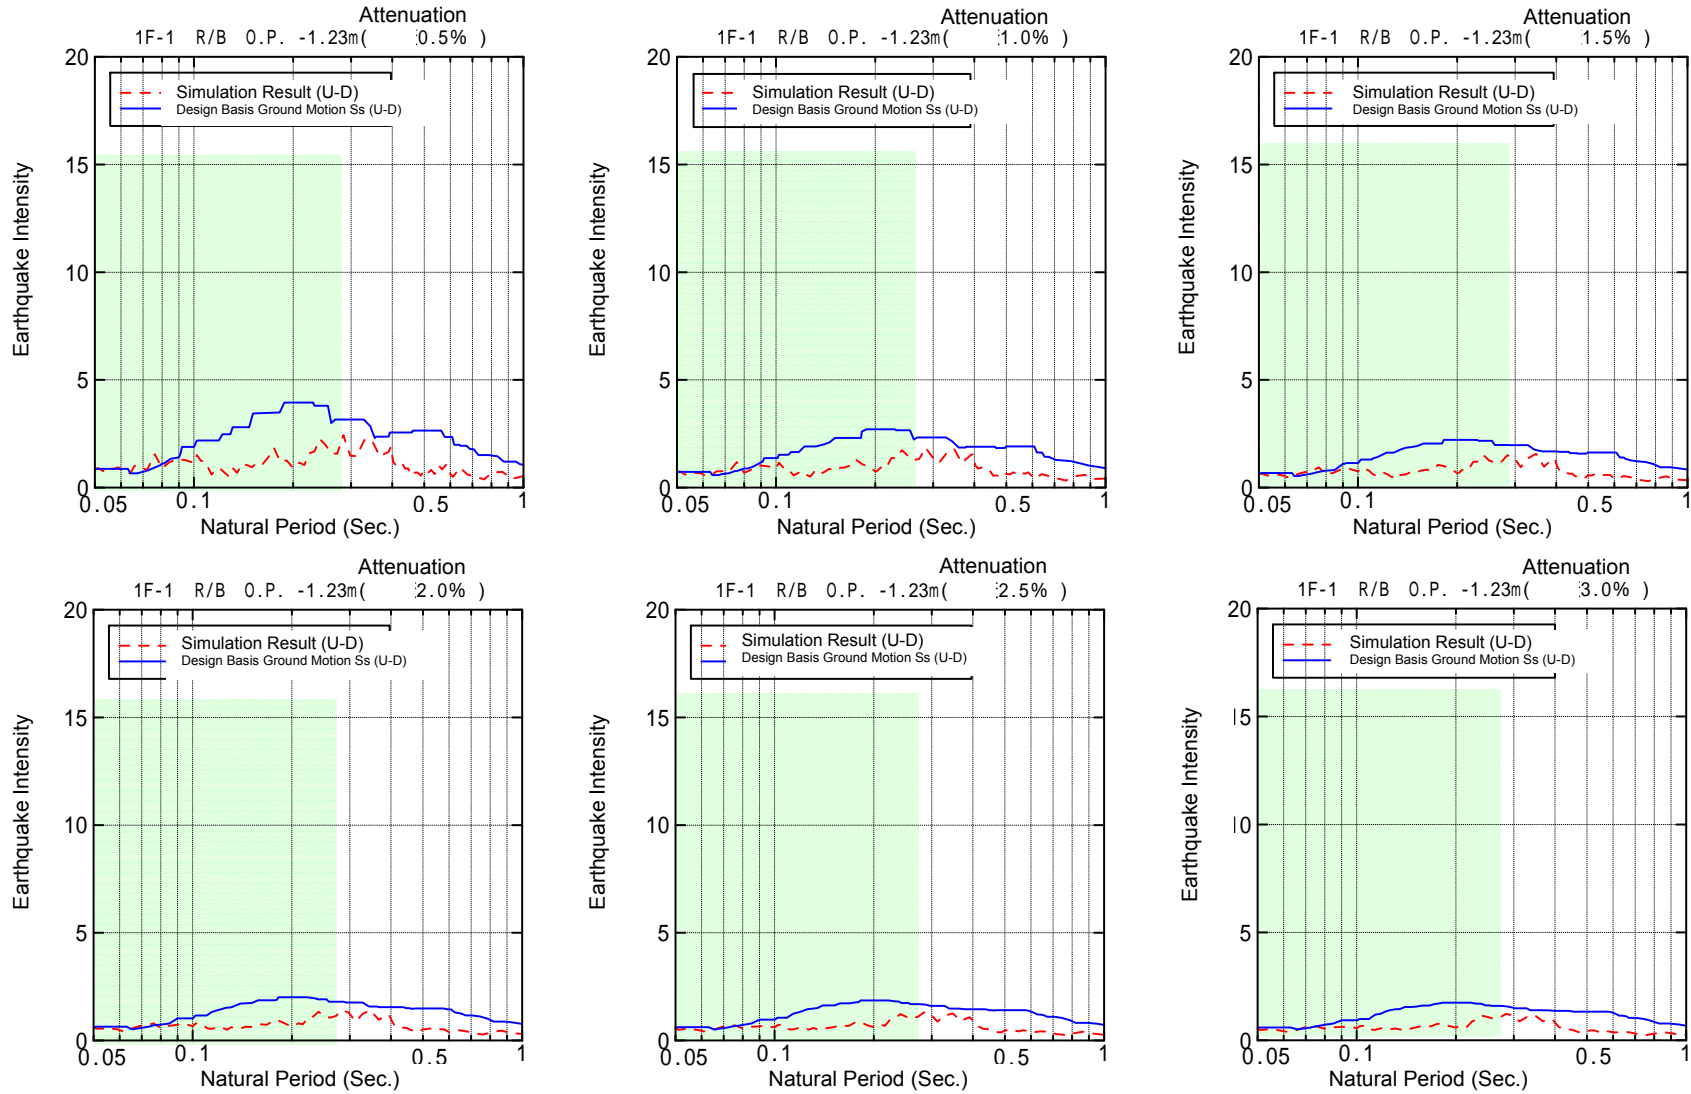 Attenuation
1F-1 R/B O.P. -1.23m( 0.5% )
20
15
10
5
0
Earthquake Intensity
Simulation Result (U-D)
Design Basis Ground Motion Ss (U-D)
0.05 0.1 0.5 1
Natural Period (Sec.)
Attenuation
1F-1 R/B O.P. -1.23m( 1.0% )
20
15
10
5
0
Earthquake Intensity
Simulation Result (U-D)
Design Basis Ground Motion Ss (U-D)
0.05 0.1 0.5 1
Natural Period (Sec.)
Attenuation
1F-1 R/B O.P. -1.23m( 1.5% )
20
15
10
5
0
Earthquake Intensity
Simulation Result (U-D)
Design Basis Ground Motion Ss (U-D)
0.05 0.1 0.5 1
Natural Period (Sec.)
Attenuation
1F-1 R/B O.P. -1.23m( 2.0% )
20
15
10
5
0
Earthquake Intensity
Simulation Result (U-D)
Design Basis Ground Motion Ss (U-D)
0.05 0.1 0.5 1
Natural Period (Sec.)
Attenuation
1F-1 R/B O.P. -1.23m( 2.5% )
20
15
10
5
0
Earthquake Intensity
Simulation Result (U-D)
Design Basis Ground Motion Ss (U-D)
0.05 0.1 0.5 1
Natural Period (Sec.)
Attenuation
1F-1 R/B O.P. -1.23m( 3.0% )
20
15
10
5
0
Earthquake Intensity
Simulation Result (U-D)
Design Basis Ground Motion Ss (U-D)
0.05 0.1 0.5 1
Natural Period (Sec.)